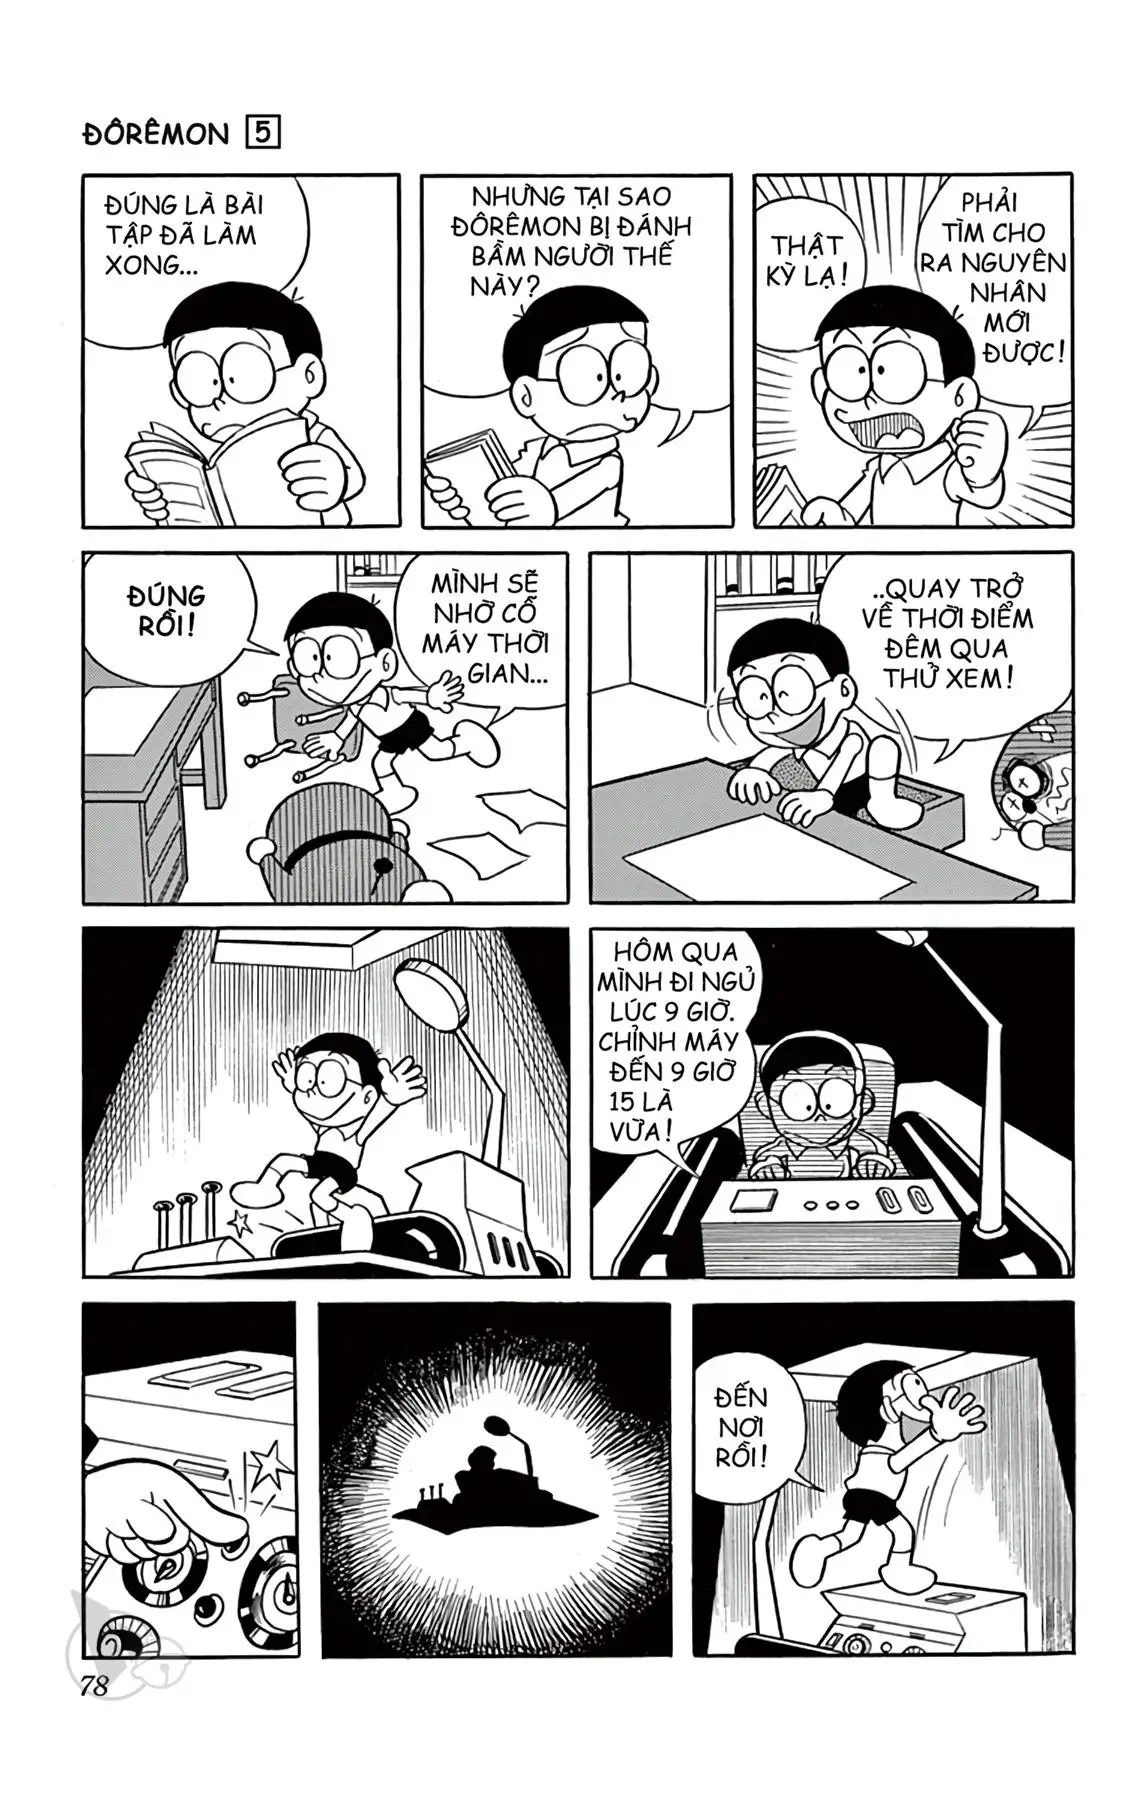 ĐÔRÊMON 5
ĐÚNG LÀ BÀI
TẬP ĐÃ LÀM
XONG...
NHƯNG TẠI SAO
ĐÔRÊMON BỊ ĐÁNH
BẦM NGƯỜI THẾ
NÀY?
THẬT
KỲ LẠ!
PHẢI
TÌM CHO
RA NGUYÊN
NHÂN
MỚI
ĐƯỢC!
ĐÚNG
RỒI!
MÌNH SẼ
NHỜ CỖ
MÁY THỜI
GIAN...
..QUAY TRỞ
VỀ THỜI ĐIỂM
ĐÊM QUA
THỬ XEM!
HÔM QUA
MÌNH ĐI NGỦ
LÚC 9 GIỜ.
CHỈNH MÁY
ĐẾN 9 GIỜ
15 LÀ
VỪA!
ĐẾN
NƠI
RỒI!
78